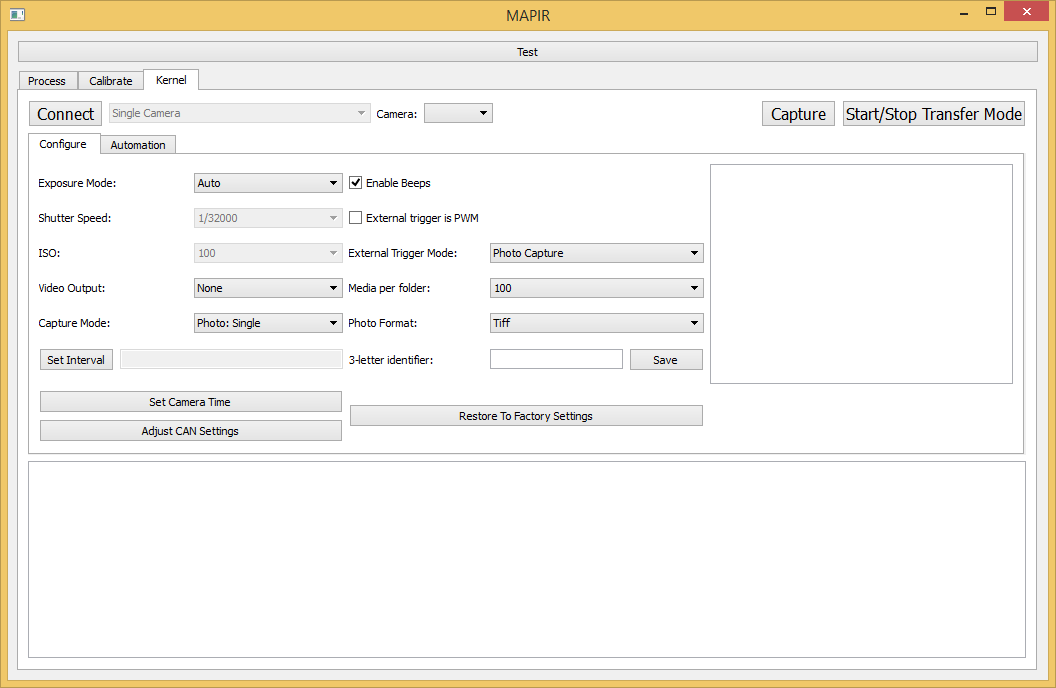 MAPIR
Test
Process Calibrate Kernel
Connect Single Camera Camera: Capture Start/Stop Transfer Mode
Configure Automation
Exposure Mode: Auto Enable Beeps
Shutter Speed: 1/32000 External trigger is PWM
ISO: 100 External Trigger Mode: Photo Capture
Video Output: None Media per folder: 100
Capture Mode: Photo: Single Photo Format: Tiff
Set Interval 3-letter identifier: Save
Set Camera Time
Restore To Factory Settings
Adjust CAN Settings